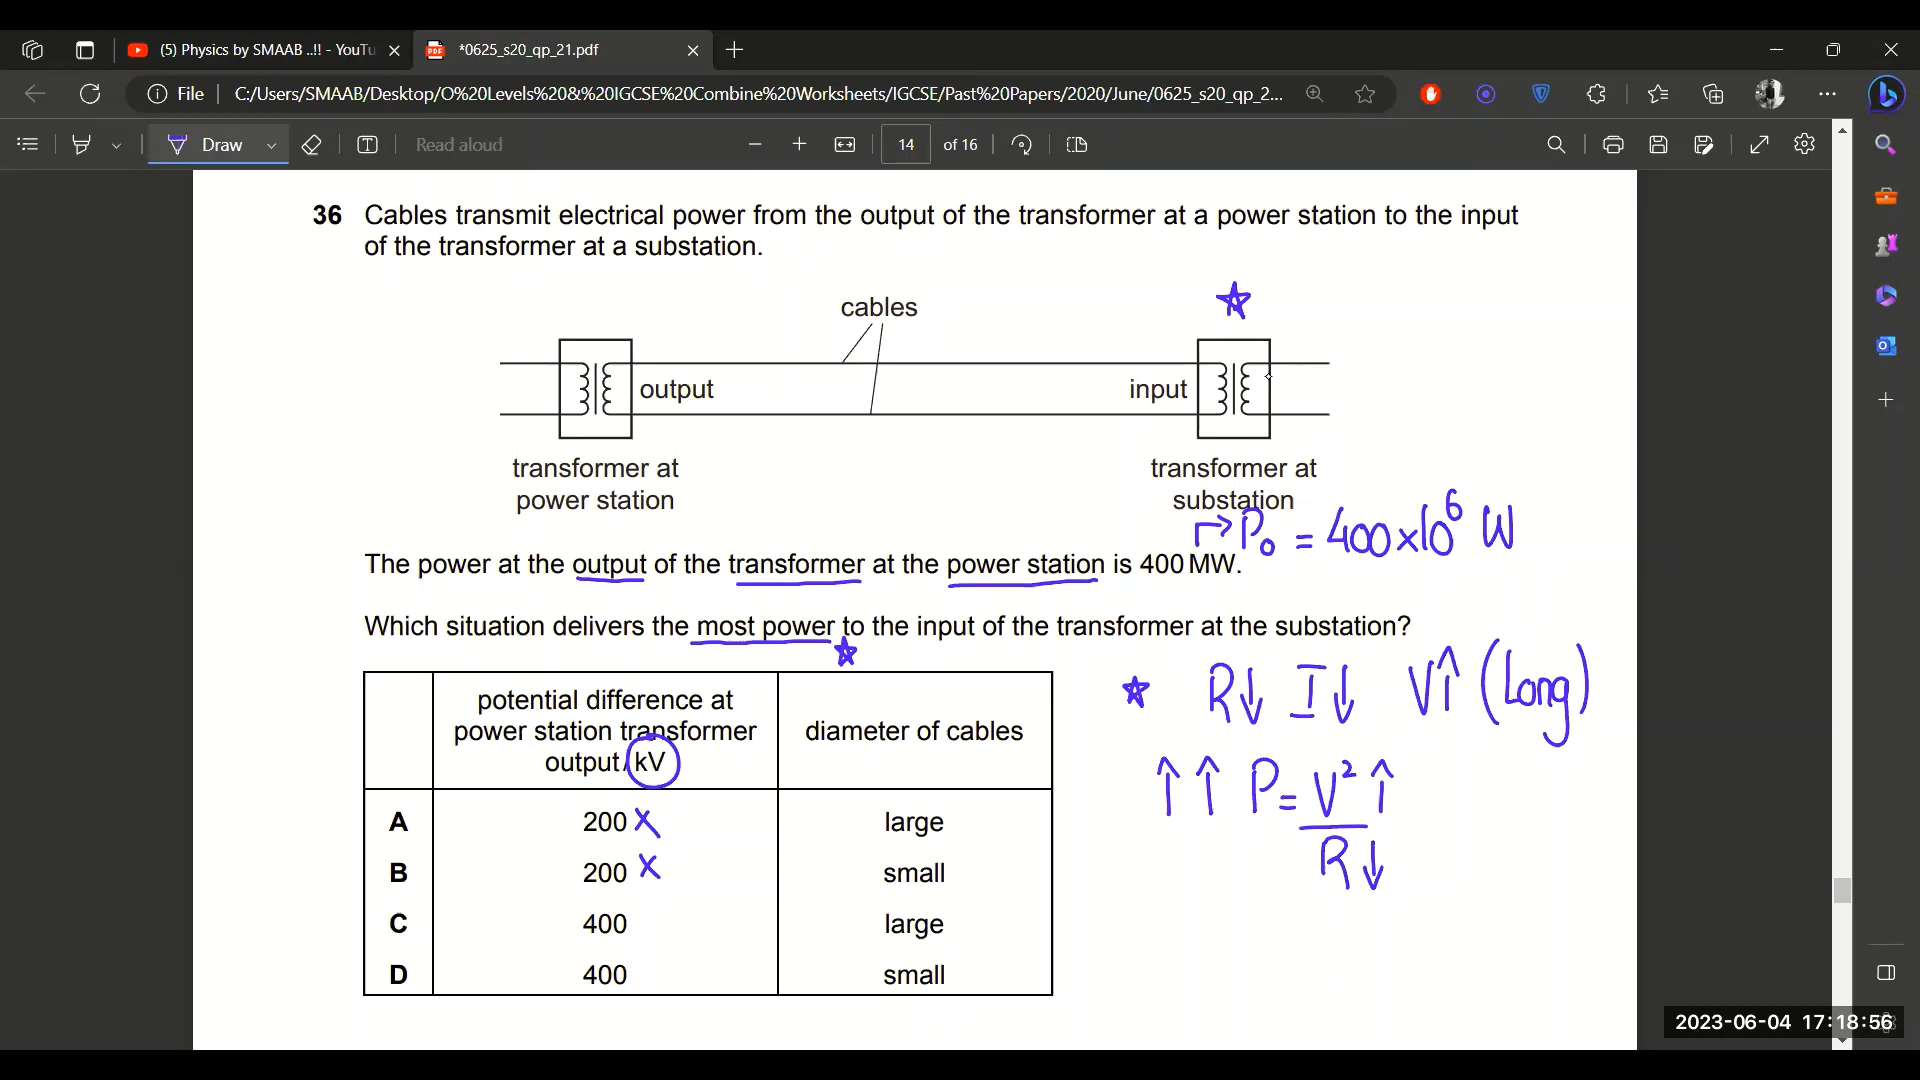 (5) Physics by SMAAB ..!! - YouTu
*0625_s20_qp_21.pdf
File
C:/Users/SMAAB/Desktop/O%20Levels%20&%20IGCSE%20Combine%20Worksheets/IGCSE/Past%20Papers/2020/June/0625_s20_qp_2...
Draw
Read aloud
14 of 16
36 Cables transmit electrical power from the output of the transformer at a power station to the input
of the transformer at a substation.
cables
output
input
transformer at
power station
transformer at
substation
P₀ = 400×10⁶ W
The power at the output of the transformer at the power station is 400 MW.
Which situation delivers the most power to the input of the transformer at the substation?
R↓ I↓ V↑ (Long)
↑ ↑ P = V² ↑
R ↓
potential difference at
power station transformer
output / kV
diameter of cables
A 200 X large
B 200 X small
C 400 large
D 400 small
2023-06-04 17:18:56